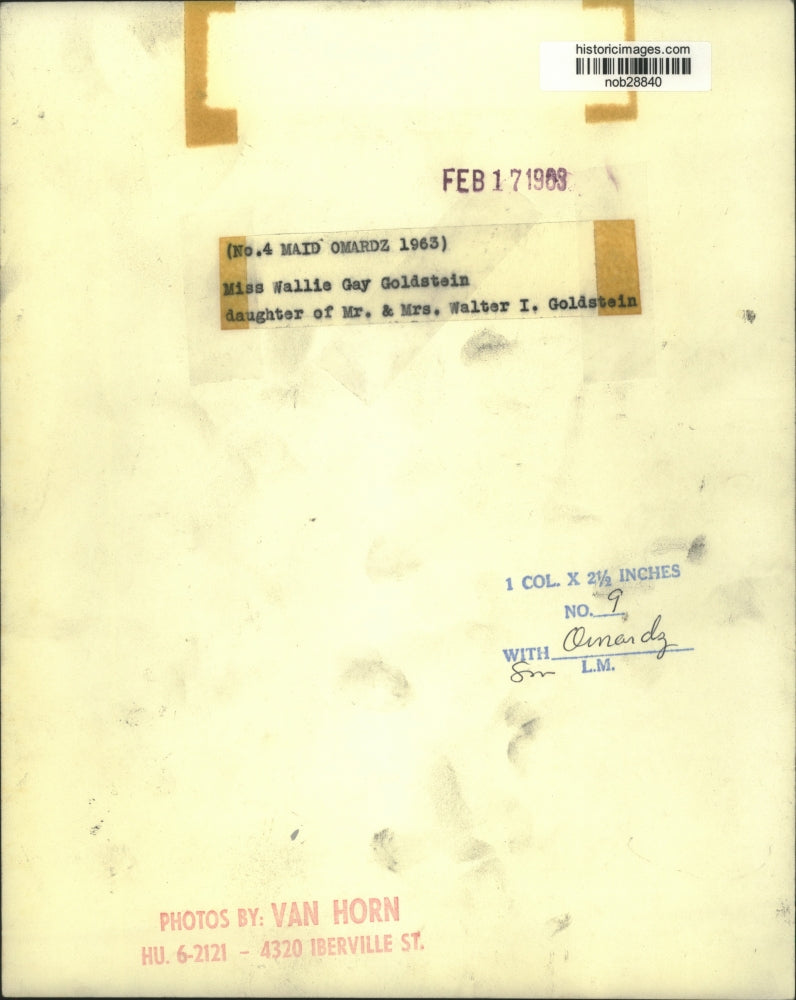 historicimages.com
nob28840
FEB 17 1963
(No.4 MAID OMARDZ 1963)
Miss Wallie Gay Goldstein
daughter of Mr. & Mrs. Walter I. Goldstein
1 COL. X 2½ INCHES
NO. 9
WITH Omardz
L.M.
PHOTOS BY: VAN HORN
HU. 6-2121 - 4320 IBERVILLE ST.